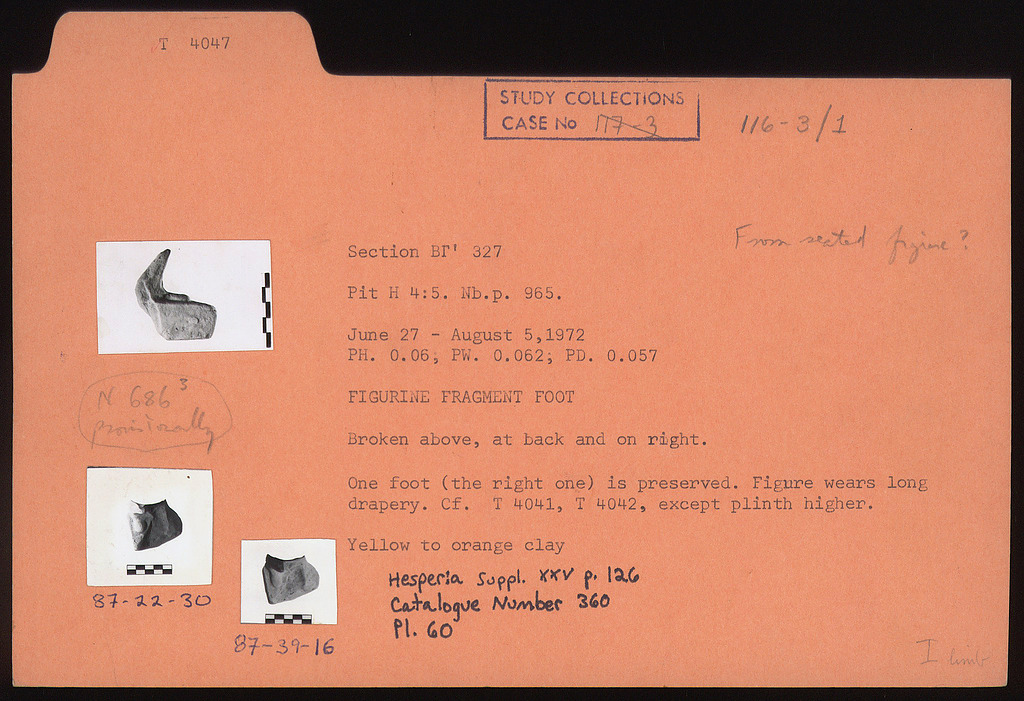 T 4047
STUDY COLLECTIONS
CASE No 117-3
116-3/1
From seated figure?
Section ΒΓ' 327
Pit H 4:5. Nb.p. 965.
June 27 - August 5,1972
PH. 0.06; PW. 0.062; PD. 0.057
FIGURINE FRAGMENT FOOT
Broken above, at back and on right.
One foot (the right one) is preserved. Figure wears long
drapery. Cf. T 4041, T 4042, except plinth higher.
Yellow to orange clay
Hesperia Suppl. XXV p. 126
Catalogue Number 360
Pl. 60
N 686³
provisionally
87-22-30
87-39-16
I limb